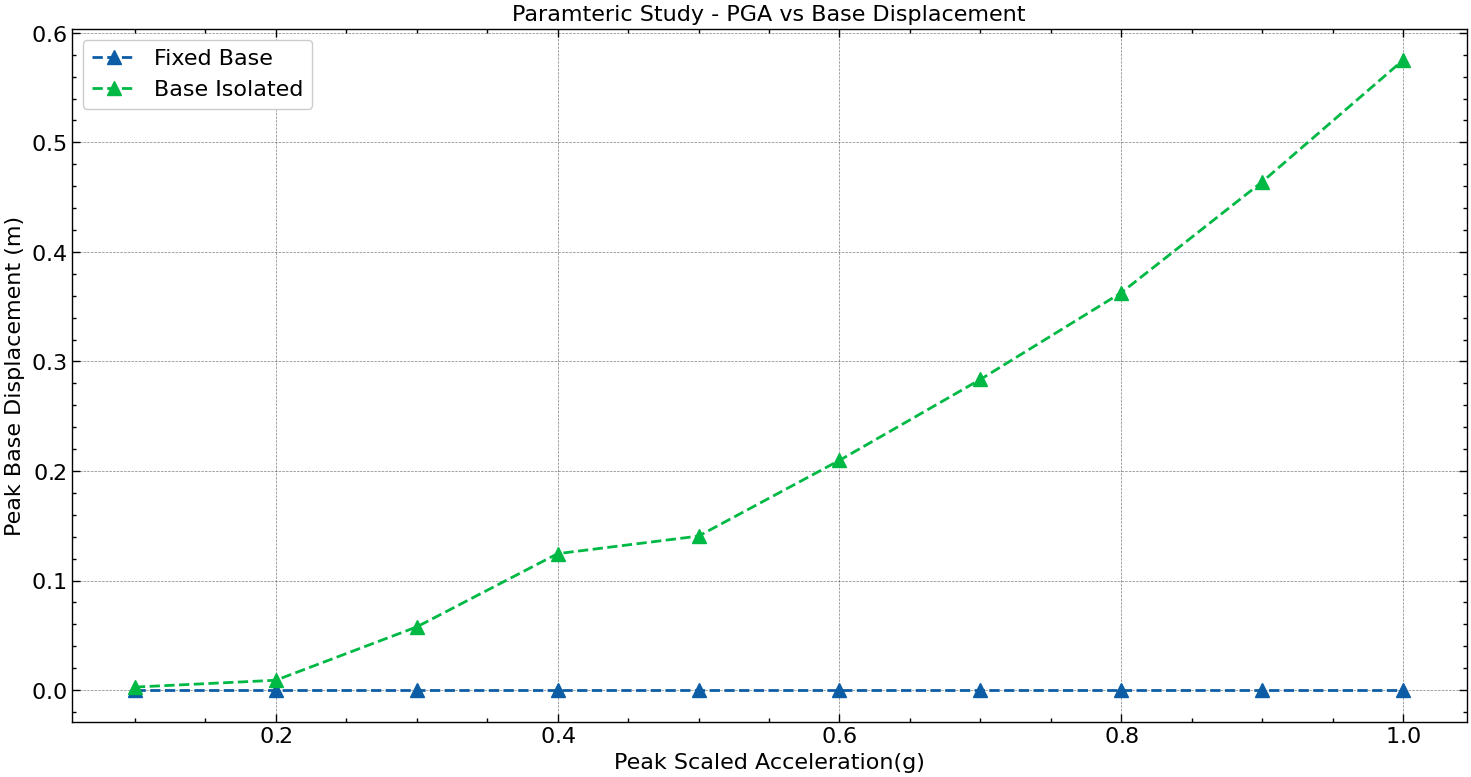 Paramteric Study - PGA vs Base Displacement
Fixed Base
Base Isolated
Peak Base Displacement (m)
0.6
0.5
0.4
0.3
0.2
0.1
0.0
0.2
0.4
0.6
0.8
1.0
Peak Scaled Acceleration(g)